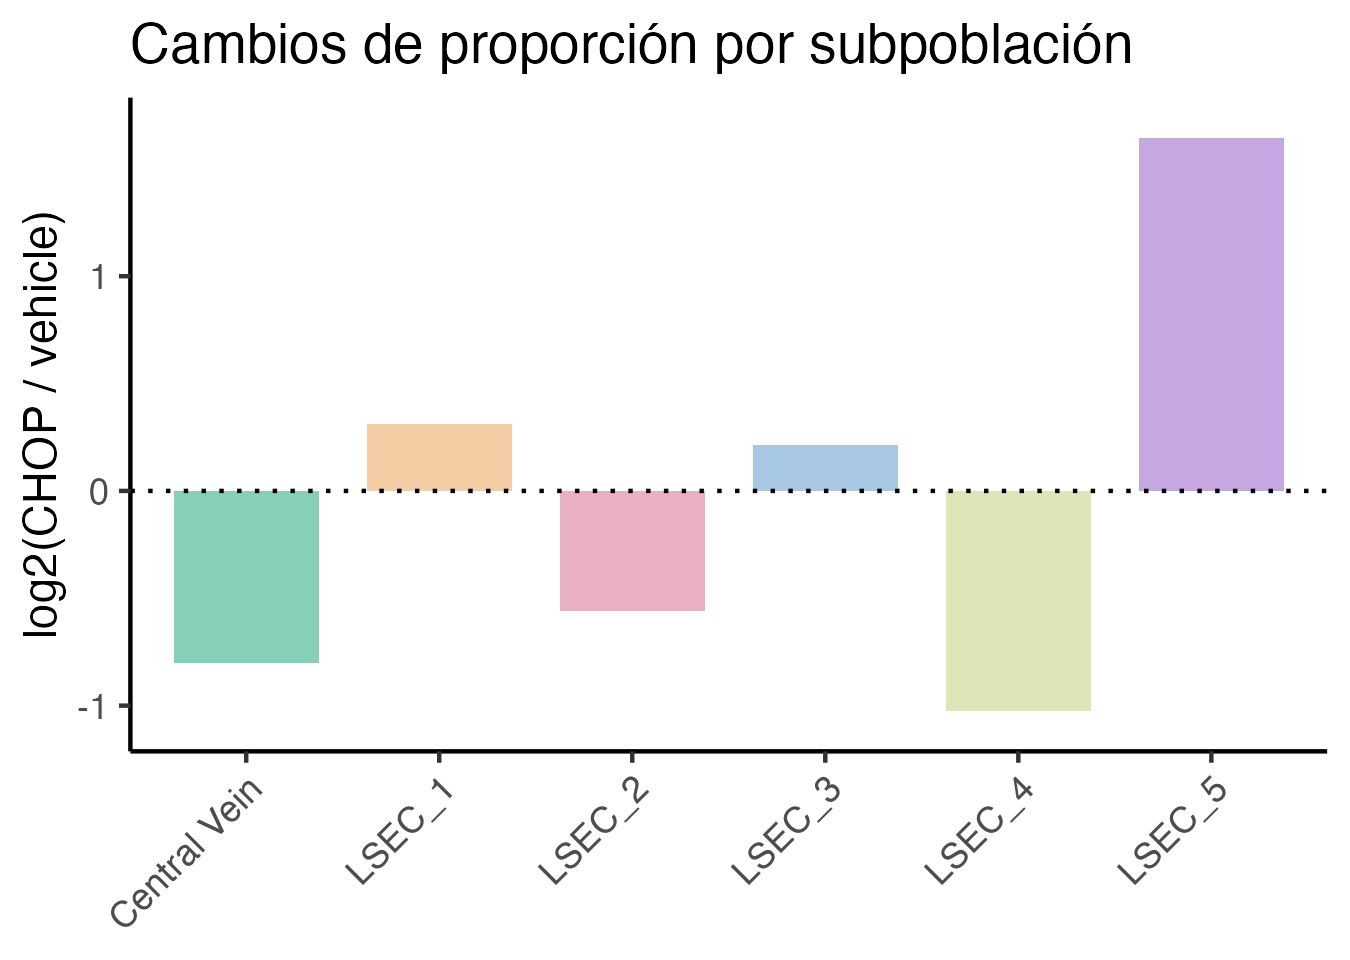 Cambios de proporción por subpoblación
log2(CHOP / vehicle)
1
0
-1
Central Vein
LSEC_1
LSEC_2
LSEC_3
LSEC_4
LSEC_5